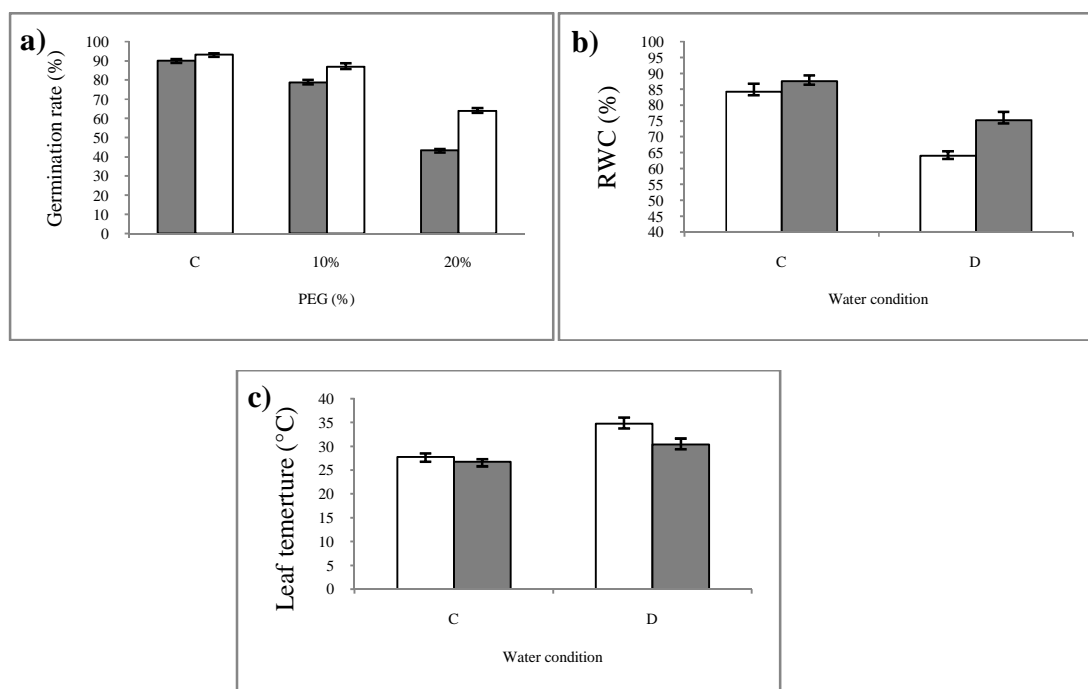 a)
Germination rate (%)
100
90
80
70
60
50
40
30
20
10
0
C 10% 20%
PEG (%)
b)
RWC (%)
100
95
90
85
80
75
70
65
60
55
50
45
40
C D
Water condition
c)
Leaf temerture (°C)
40
35
30
25
20
15
10
5
0
C D
Water condition